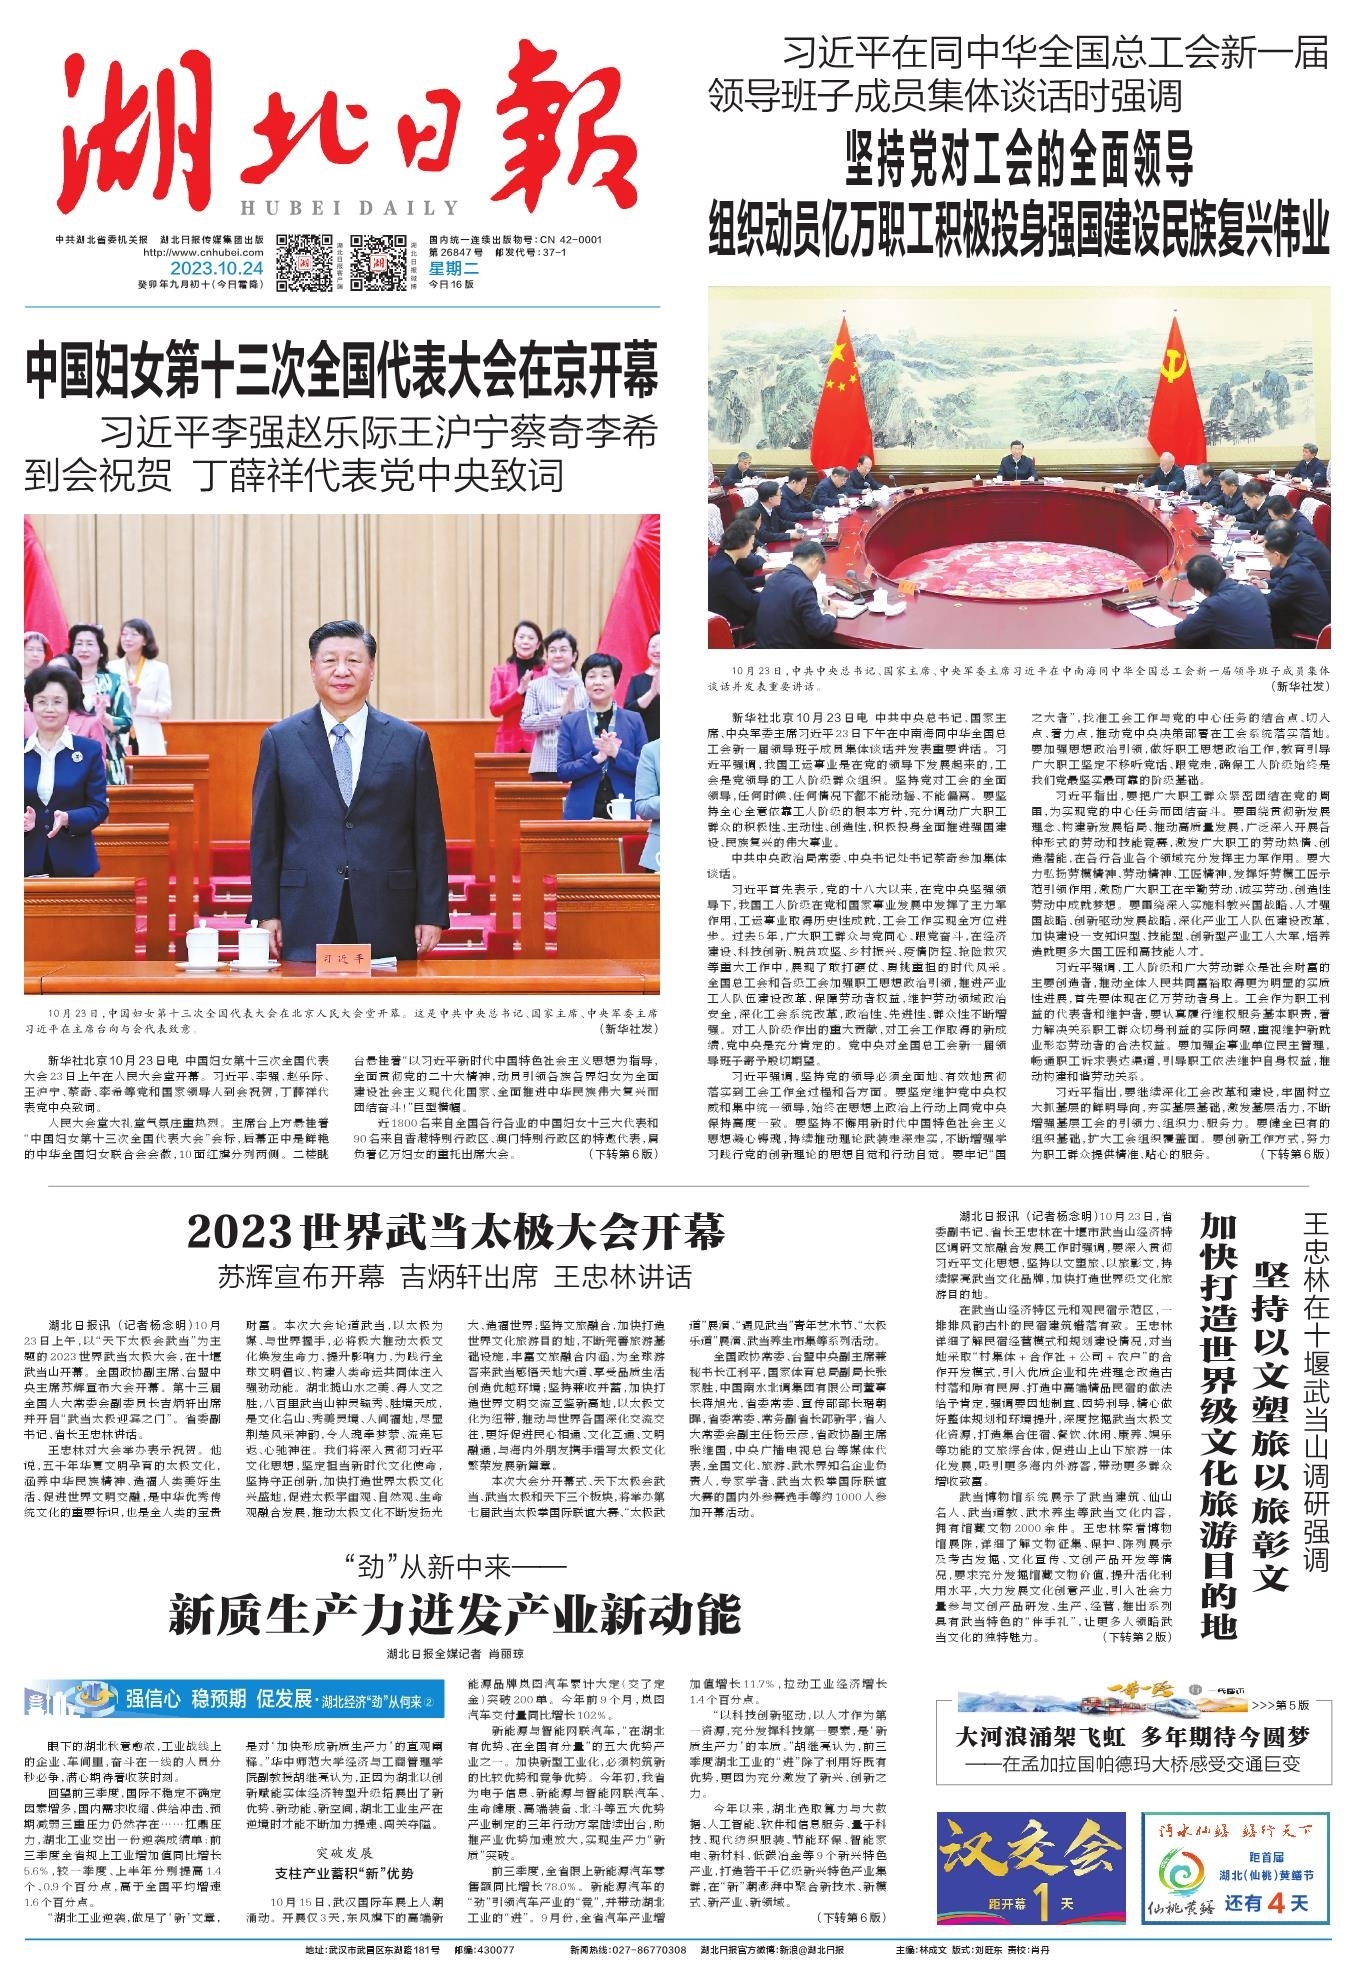 湖北日報
HUBEI DAILY
中共湖北省委机关报 湖北日报传媒集团出版
http://www.cnhubei.com
2023.10.24
癸卯年九月初十(今日霜降)
湖北日报客户端
湖北日报微博
国内统一连续出版物号:CN 42-0001
第26847号 邮发代号:37-1
星期二
今日16版
习近平在同中华全国总工会新一届
领导班子成员集体谈话时强调
坚持党对工会的全面领导
组织动员亿万职工积极投身强国建设民族复兴伟业
10月23日,中共中央总书记、国家主席、中央军委主席习近平在中南海同中华全国总工会新一届领导班子成员集体
谈话并发表重要讲话。 (新华社发)
新华社北京10月23日电 中共中央总书记、国家主
席、中央军委主席习近平23日下午在中南海同中华全国总
工会新一届领导班子成员集体谈话并发表重要讲话。习
近平强调,我国工运事业是在党的领导下发展起来的,工
会是党领导的工人阶级群众组织。坚持党对工会的全面
领导,任何时候、任何情况下都不能动摇、不能偏离。要坚
持全心全意依靠工人阶级的根本方针,充分调动广大职工
群众的积极性、主动性、创造性,积极投身全面推进强国建
设、民族复兴的伟大事业。
中共中央政治局常委、中央书记处书记蔡奇参加集体
谈话。
习近平首先表示,党的十八大以来,在党中央坚强领
导下,我国工人阶级在党和国家事业发展中发挥了主力军
作用,工运事业取得历史性成就,工会工作实现全方位进
步。过去5年,广大职工群众与党同心、跟党奋斗,在经济
建设、科技创新、脱贫攻坚、乡村振兴、疫情防控、抢险救灾
等重大工作中,展现了敢打硬仗、勇挑重担的时代风采。
全国总工会和各级工会加强职工思想政治引领,推进产业
工人队伍建设改革,保障劳动者权益,维护劳动领域政治
安全,深化工会系统改革,政治性、先进性、群众性不断增
强。对工人阶级作出的重大贡献,对工会工作取得的新成
绩,党中央是充分肯定的。党中央对全国总工会新一届领
导班子寄予殷切期望。
习近平强调,坚持党的领导必须全面地、有效地贯彻
落实到工会工作全过程和各方面。要坚定维护党中央权
威和集中统一领导,始终在思想上政治上行动上同党中央
保持高度一致。要坚持不懈用新时代中国特色社会主义
思想凝心铸魂,持续推动理论武装走深走实,不断增强学
习践行党的创新理论的思想自觉和行动自觉。要牢记“国
之大者”,找准工会工作与党的中心任务的结合点、切入
点、着力点,推动党中央决策部署在工会系统落实落地。
要加强思想政治引领,做好职工思想政治工作,教育引导
广大职工坚定不移听党话、跟党走,确保工人阶级始终是
我们党最坚实最可靠的阶级基础。
习近平指出,要把广大职工群众紧密团结在党的周
围,为实现党的中心任务而团结奋斗。要围绕贯彻新发展
理念、构建新发展格局、推动高质量发展,广泛深入开展各
种形式的劳动和技能竞赛,激发广大职工的劳动热情、创
造潜能,在各行各业各个领域充分发挥主力军作用。要大
力弘扬劳模精神、劳动精神、工匠精神,发挥好劳模工匠示
范引领作用,激励广大职工在辛勤劳动、诚实劳动、创造性
劳动中成就梦想。要围绕深入实施科教兴国战略、人才强
国战略、创新驱动发展战略,深化产业工人队伍建设改革,
加快建设一支知识型、技能型、创新型产业工人大军,培养
造就更多大国工匠和高技能人才。
习近平强调,工人阶级和广大劳动群众是社会财富的
主要创造者,推动全体人民共同富裕取得更为明显的实质
性进展,首先要体现在亿万劳动者身上。工会作为职工利
益的代表者和维护者,要认真履行维权服务基本职责,着
力解决关系职工群众切身利益的实际问题,重视维护新就
业形态劳动者的合法权益。要加强企事业单位民主管理,
畅通职工诉求表达渠道,引导职工依法维护自身权益,推
动构建和谐劳动关系。
习近平指出,要继续深化工会改革和建设,牢固树立
大抓基层的鲜明导向,夯实基层基础,激发基层活力,不断
增强基层工会的引领力、组织力、服务力。要健全已有的
组织基础,扩大工会组织覆盖面。要创新工作方式,努力
为职工群众提供精准、贴心的服务。 (下转第6版)
中国妇女第十三次全国代表大会在京开幕
习近平李强赵乐际王沪宁蔡奇李希
到会祝贺 丁薛祥代表党中央致词
习近平
10月23日,中国妇女第十三次全国代表大会在北京人民大会堂开幕。这是中共中央总书记、国家主席、中央军委主席
习近平在主席台向与会代表致意。 (新华社发)
新华社北京10月23日电 中国妇女第十三次全国代表
大会23日上午在人民大会堂开幕。习近平、李强、赵乐际、
王沪宁、蔡奇、李希等党和国家领导人到会祝贺,丁薛祥代
表党中央致词。
人民大会堂大礼堂气氛庄重热烈。主席台上方悬挂着
“中国妇女第十三次全国代表大会”会标,后幕正中是鲜艳
的中华全国妇女联合会会徽,10面红旗分列两侧。二楼眺
台悬挂着“以习近平新时代中国特色社会主义思想为指导,
全面贯彻党的二十大精神,动员引领各族各界妇女为全面
建设社会主义现代化国家、全面推进中华民族伟大复兴而
团结奋斗!”巨型横幅。
近1800名来自全国各行各业的中国妇女十三大代表和
90名来自香港特别行政区、澳门特别行政区的特邀代表,肩
负着亿万妇女的重托出席大会。 (下转第6版)
2023世界武当太极大会开幕
苏辉宣布开幕 吉炳轩出席 王忠林讲话
湖北日报讯 (记者杨念明)10月
23日上午,以“天下太极会武当”为主
题的2023世界武当太极大会,在十堰
武当山开幕。全国政协副主席、台盟中
央主席苏辉宣布大会开幕。第十三届
全国人大常委会副委员长吉炳轩出席
并开启“武当太极迎宾之门”。省委副
书记、省长王忠林讲话。
王忠林对大会举办表示祝贺。他
说,五千年华夏文明孕育的太极文化,
涵养中华民族精神、造福人类美好生
活、促进世界文明交融,是中华优秀传
统文化的重要标识,也是全人类的宝贵
财富。本次大会论道武当,以太极为
媒、与世界握手,必将极大推动太极文
化焕发生命力、提升影响力,为践行全
球文明倡议、构建人类命运共同体注入
强劲动能。湖北揽山水之美、得人文之
胜,八百里武当山钟灵毓秀、胜境天成,
是文化名山、秀美灵境、人间福地,尽显
荆楚风采神韵,令人魂牵梦萦、流连忘
返、心驰神往。我们将深入贯彻习近平
文化思想,坚定担当新时代文化使命,
坚持守正创新,加快打造世界太极文化
兴盛地,促进太极宇宙观、自然观、生命
观融合发展,推动太极文化不断发扬光
大、造福世界;坚持文旅融合,加快打造
世界文化旅游目的地,不断完善旅游基
础设施,丰富文旅融合内涵,为全球游
客来武当感悟天地大道、享受品质生活
创造优越环境;坚持兼收并蓄,加快打
造世界文明交流互鉴新高地,以太极文
化为纽带,推动与世界各国深化交流交
往,更好促进民心相通、文化互通、文明
融通,与海内外朋友携手谱写太极文化
繁荣发展新篇章。
本次大会分开幕式、天下太极会武
当、武当太极和天下三个板块,将举办第
七届武当太极拳国际联谊大赛、“太极武
道”展演、“遇见武当”青年艺术节、“太极
乐道”展演、武当养生市集等系列活动。
全国政协常委、台盟中央副主席兼
秘书长江利平,国家体育总局副局长张
家胜,中国南水北调集团有限公司董事
长蒋旭光,省委常委、宣传部部长琚朝
晖,省委常委、常务副省长邵新宇,省人
大常委会副主任杨云彦,省政协副主席
张维国,中央广播电视总台等媒体代
表,全国文化、旅游、武术界知名企业负
责人,专家学者、武当太极拳国际联谊
大赛的国内外参赛选手等约1000人参
加开幕活动。
王忠林在十堰武当山调研强调
坚持以文塑旅以旅彰文
加快打造世界级文化旅游目的地
湖北日报讯 (记者杨念明)10月23日,省
委副书记、省长王忠林在十堰市武当山经济特
区调研文旅融合发展工作时强调,要深入贯彻
习近平文化思想,坚持以文塑旅、以旅彰文,持
续擦亮武当文化品牌,加快打造世界级文化旅
游目的地。
在武当山经济特区元和观民宿示范区,一
排排风韵古朴的民宿建筑错落有致。王忠林
详细了解民宿经营模式和规划建设情况,对当
地采取“村集体+合作社+公司+农户”的合
作开发模式,引入优质企业和先进理念改造古
村落和原有民房、打造中高端精品民宿的做法
给予肯定,强调要因地制宜、因势利导,精心做
好整体规划和环境提升,深度挖掘武当太极文
化资源,打造集合住宿、餐饮、休闲、康养、娱乐
等功能的文旅综合体,促进山上山下旅游一体
化发展,吸引更多海内外游客,带动更多群众
增收致富。
武当博物馆系统展示了武当建筑、仙山
名人、武当道教、武术养生等武当文化内容,
拥有馆藏文物2000余件。王忠林察看博物
馆展陈,详细了解文物征集、保护、陈列展示
及考古发掘、文化宣传、文创产品开发等情
况,要求充分发掘馆藏文物价值,提升活化利
用水平,大力发展文化创意产业,引入社会力
量参与文创产品研发、生产、经营,推出系列
具有武当特色的“伴手礼”,让更多人领略武
当文化的独特魅力。 (下转第2版)
“劲”从新中来——
新质生产力迸发产业新动能
湖北日报全媒记者 肖丽琼
强信心 稳预期 促发展·湖北经济“劲”从何来②
眼下的湖北秋意愈浓,工业战线上
的企业、车间里,奋斗在一线的人员分
秒必争,满心期待着收获时刻。
回望前三季度,国际不稳定不确定
因素增多,国内需求收缩、供给冲击、预
期减弱三重压力仍然存在……扛鼎压
力,湖北工业交出一份逆袭成绩单:前
三季度全省规上工业增加值同比增长
5.6%,较一季度、上半年分别提高1.4
个、0.9个百分点,高于全国平均增速
1.6个百分点。
“湖北工业逆袭,做足了‘新’文章,
是对‘加快形成新质生产力’的直观阐
释。”华中师范大学经济与工商管理学
院副教授胡雅亮认为,正因为湖北以创
新赋能实体经济转型升级拓展出了新
优势、新动能、新空间,湖北工业生产在
逆境时才能不断加力提速、闯关夺隘。
突破发展
支柱产业蓄积“新”优势
10月15日,武汉国际车展上人潮
涌动。开展仅3天,东风旗下的高端新
能源品牌岚图汽车累计大定(交了定
金)突破200单。今年前9个月,岚图
汽车交付量同比增长102%。
新能源与智能网联汽车,“在湖北
有优势、在全国有分量”的五大优势产
业之一。加快新型工业化,必须构筑新
的比较优势和竞争优势。今年初,我省
为电子信息、新能源与智能网联汽车、
生命健康、高端装备、北斗等五大优势
产业制定的三年行动方案陆续出台,助
推产业优势加速放大,实现生产力“新
质”突破。
前三季度,全省限上新能源汽车零
售额同比增长78.0%。新能源汽车的
“劲”引领汽车产业的“竞”,并带动湖北
工业的“进”。9月份,全省汽车产业增
加值增长11.7%,拉动工业经济增长
1.4个百分点。
“以科技创新驱动,以人才作为第
一资源,充分发挥科技第一要素,是‘新
质生产力’的本质。”胡雅亮认为,前三
季度湖北工业的“进”除了利用好既有
优势,更因为充分激发了新兴、创新之
力。
今年以来,湖北选取算力与大数
据、人工智能、软件和信息服务、量子科
技、现代纺织服装、节能环保、智能家
电、新材料、低碳冶金等9个新兴特色
产业,打造若干千亿级新兴特色产业集
群,在“新”潮澎湃中聚合新技术、新模
式、新产业、新领域。
(下转第6版)
一带一路
>>>第5版
大河浪涌架飞虹 多年期待今圆梦
——在孟加拉国帕德玛大桥感受交通巨变
汉交会
距开幕1天
沔水仙鳝 鳝行天下
仙桃黄鳝
距首届
湖北(仙桃)黄鳝节
还有4天
地址:武汉市武昌区东湖路181号 邮编:430077 新闻热线:027-86770308 湖北日报官方微博:新浪@湖北日报 主编:林成文 版式:刘旺东 责校:肖丹